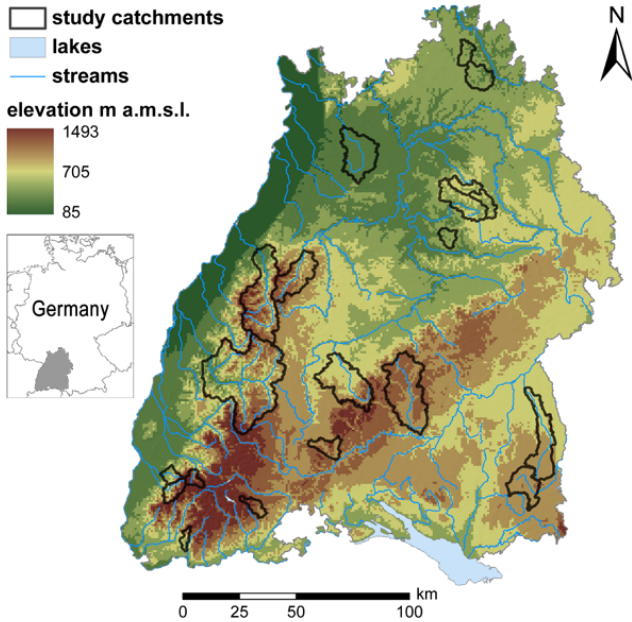 study catchments
lakes
streams
elevation m a.m.s.l.
1493
705
85
Germany
N
km
0 25 50 100